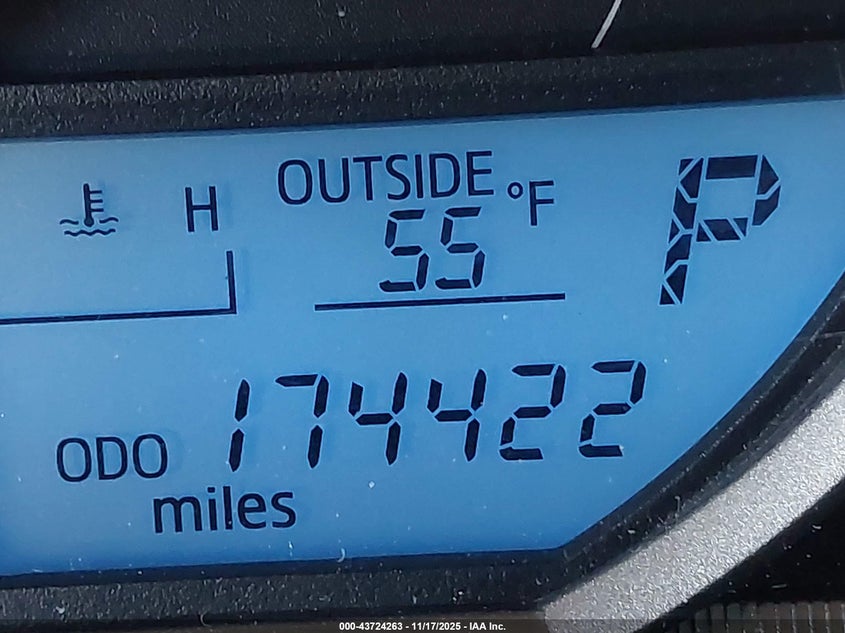 OUTSIDE
H 55 °F P
ODO 174422
miles
000-43724263 - 11/17/2025 - IAA Inc.